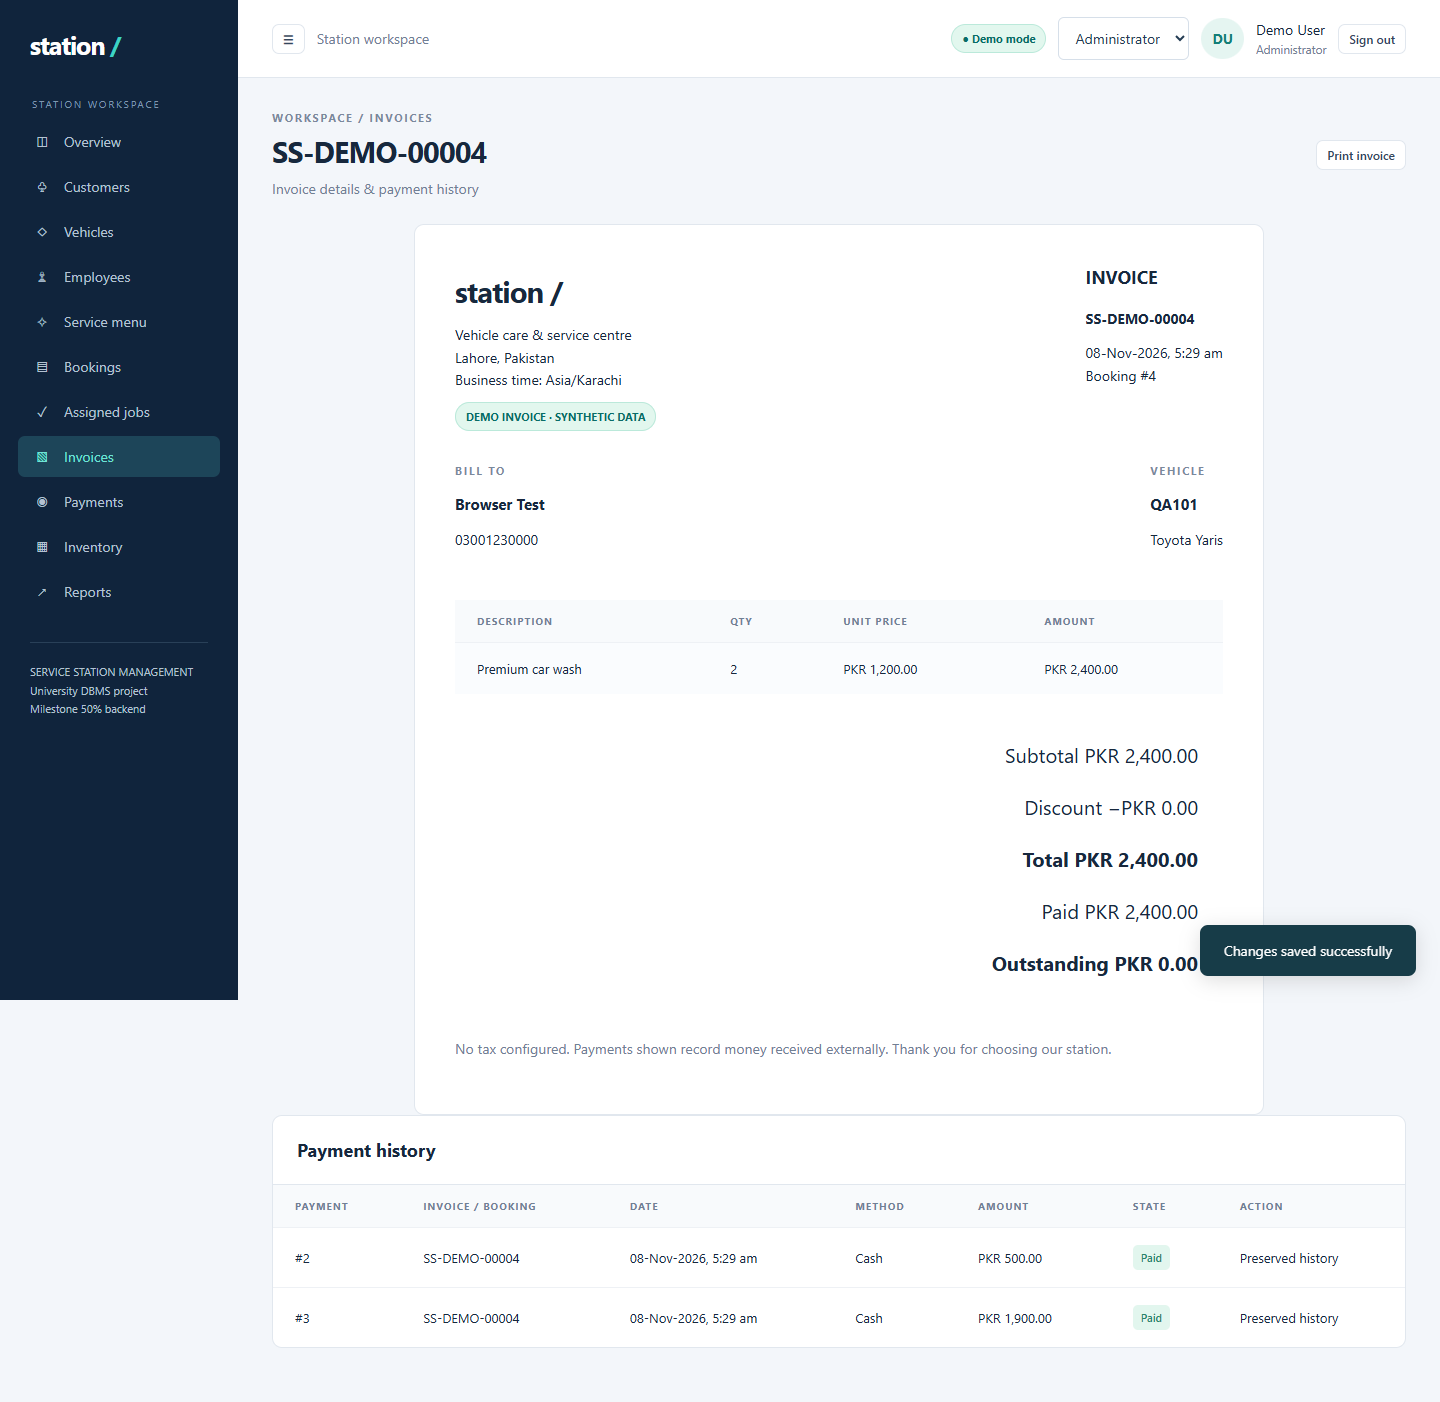 station /
STATION WORKSPACE
Overview
Customers
Vehicles
Employees
Service menu
Bookings
Assigned jobs
Invoices
Payments
Inventory
Reports
SERVICE STATION MANAGEMENT
University DBMS project
Milestone 50% backend
Station workspace
Demo mode
Administrator
DU
Demo User
Administrator
Sign out
WORKSPACE / INVOICES
SS-DEMO-00004
Invoice details & payment history
Print invoice
station /
Vehicle care & service centre
Lahore, Pakistan
Business time: Asia/Karachi
DEMO INVOICE · SYNTHETIC DATA
INVOICE
SS-DEMO-00004
08-Nov-2026, 5:29 am
Booking #4
BILL TO
Browser Test
03001230000
VEHICLE
QA101
Toyota Yaris
DESCRIPTION QTY UNIT PRICE AMOUNT
Premium car wash 2 PKR 1,200.00 PKR 2,400.00
Subtotal PKR 2,400.00
Discount −PKR 0.00
Total PKR 2,400.00
Paid PKR 2,400.00
Outstanding PKR 0.00
Changes saved successfully
No tax configured. Payments shown record money received externally. Thank you for choosing our station.
Payment history
PAYMENT INVOICE / BOOKING DATE METHOD AMOUNT STATE ACTION
#2 SS-DEMO-00004 08-Nov-2026, 5:29 am Cash PKR 500.00 Paid Preserved history
#3 SS-DEMO-00004 08-Nov-2026, 5:29 am Cash PKR 1,900.00 Paid Preserved history